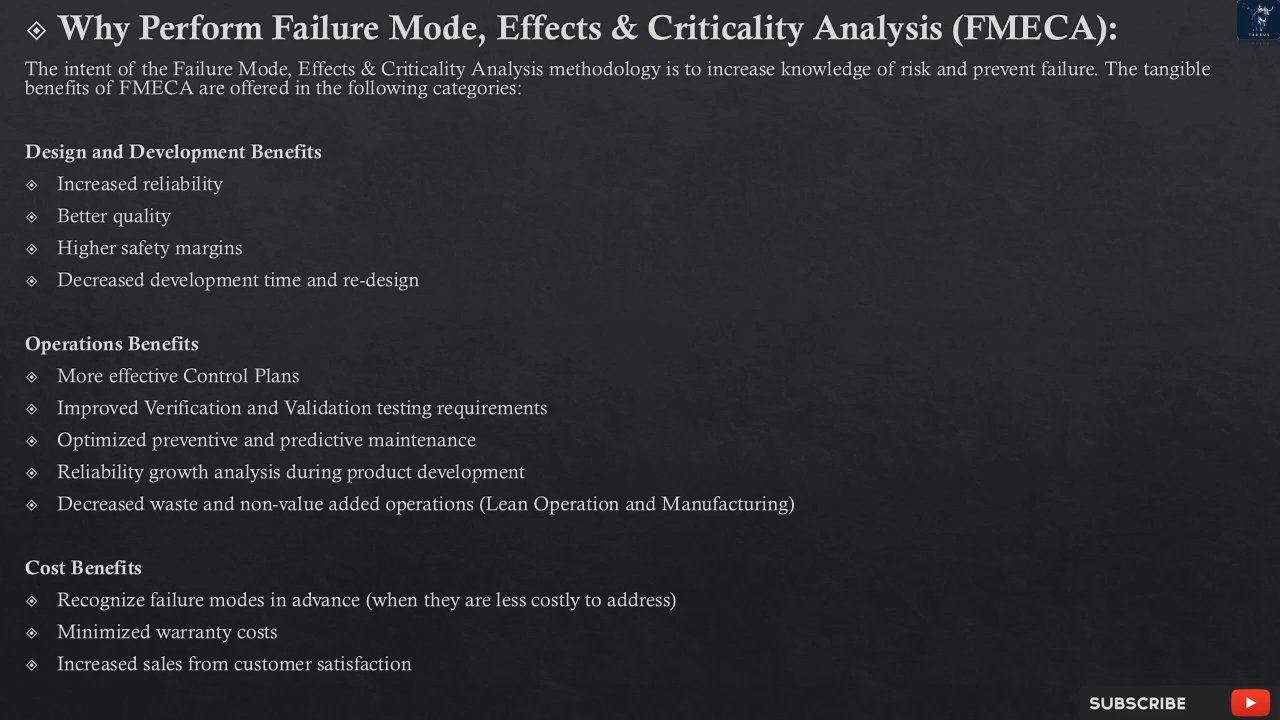 Why Perform Failure Mode, Effects & Criticality Analysis (FMECA):
The intent of the Failure Mode, Effects & Criticality Analysis methodology is to increase knowledge of risk and prevent failure. The tangible
benefits of FMECA are offered in the following categories:
Design and Development Benefits
Increased reliability
Better quality
Higher safety margins
Decreased development time and re-design
Operations Benefits
More effective Control Plans
Improved Verification and Validation testing requirements
Optimized preventive and predictive maintenance
Reliability growth analysis during product development
Decreased waste and non-value added operations (Lean Operation and Manufacturing)
Cost Benefits
Recognize failure modes in advance (when they are less costly to address)
Minimized warranty costs
Increased sales from customer satisfaction
SUBSCRIBE